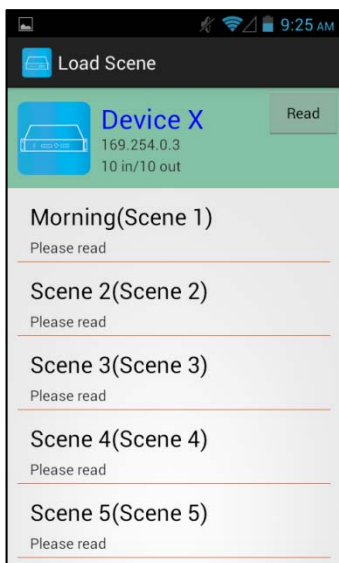 9:25 AM
Load Scene
Device X
Read
169.254.0.3
10 in/10 out
Morning(Scene 1)
Please read
Scene 2(Scene 2)
Please read
Scene 3(Scene 3)
Please read
Scene 4(Scene 4)
Please read
Scene 5(Scene 5)
Please read